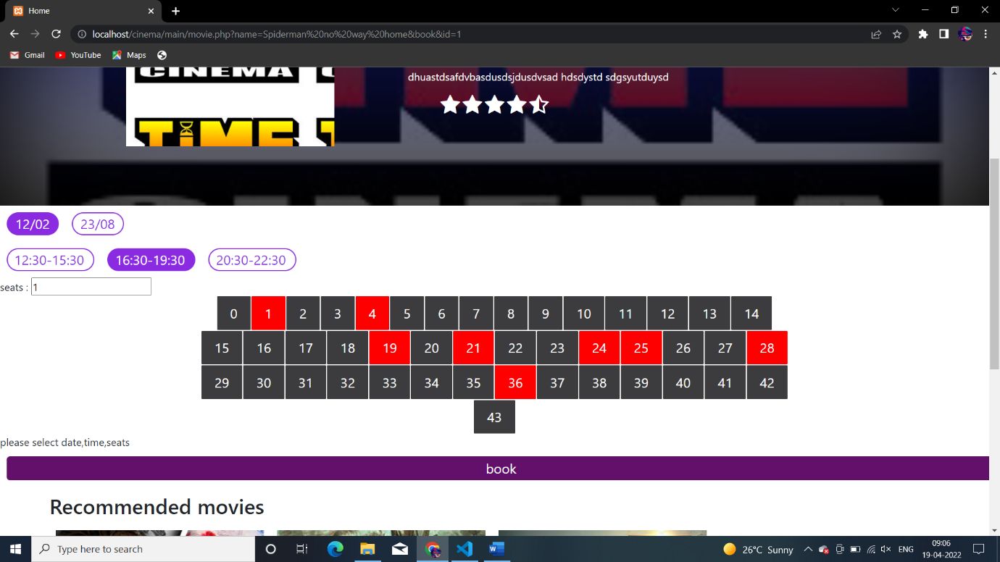 Home
localhost/cinema/main/movie.php?name=Spiderman%20no%20way%20home&book&id=1
Gmail YouTube Maps
CINEMA
TIME
dhuastdsafdvbasdusdsjdusdvsad hdsdystd sdgsyutduysd
12/02 23/08
12:30-15:30 16:30-19:30 20:30-22:30
seats : 1
0 1 2 3 4 5 6 7 8 9 10 11 12 13 14
15 16 17 18 19 20 21 22 23 24 25 26 27 28
29 30 31 32 33 34 35 36 37 38 39 40 41 42
43
please select date,time,seats
book
Recommended movies
Type here to search
26°C Sunny
ENG
09:06
19-04-2022